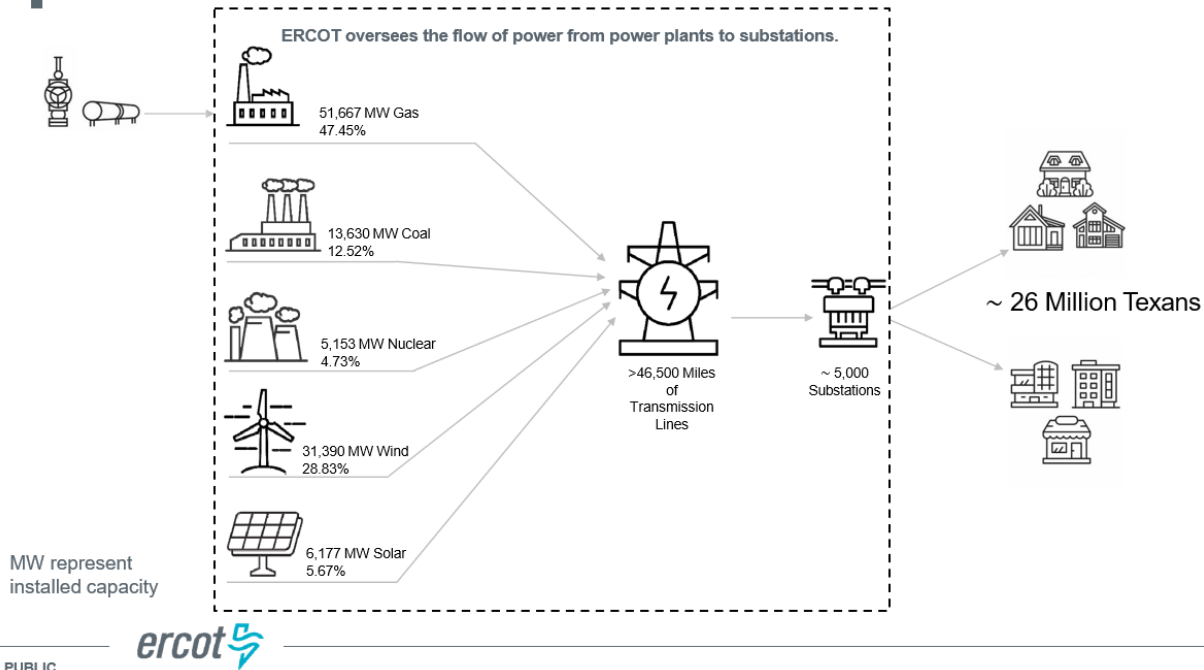 ERCOT oversees the flow of power from power plants to substations.
51,667 MW Gas
47.45%
13,630 MW Coal
12.52%
5,153 MW Nuclear
4.73%
31,390 MW Wind
28.83%
6,177 MW Solar
5.67%
>46,500 Miles
of
Transmission
Lines
~ 5,000
Substations
~ 26 Million Texans
MW represent
installed capacity
ercot
PUBLIC